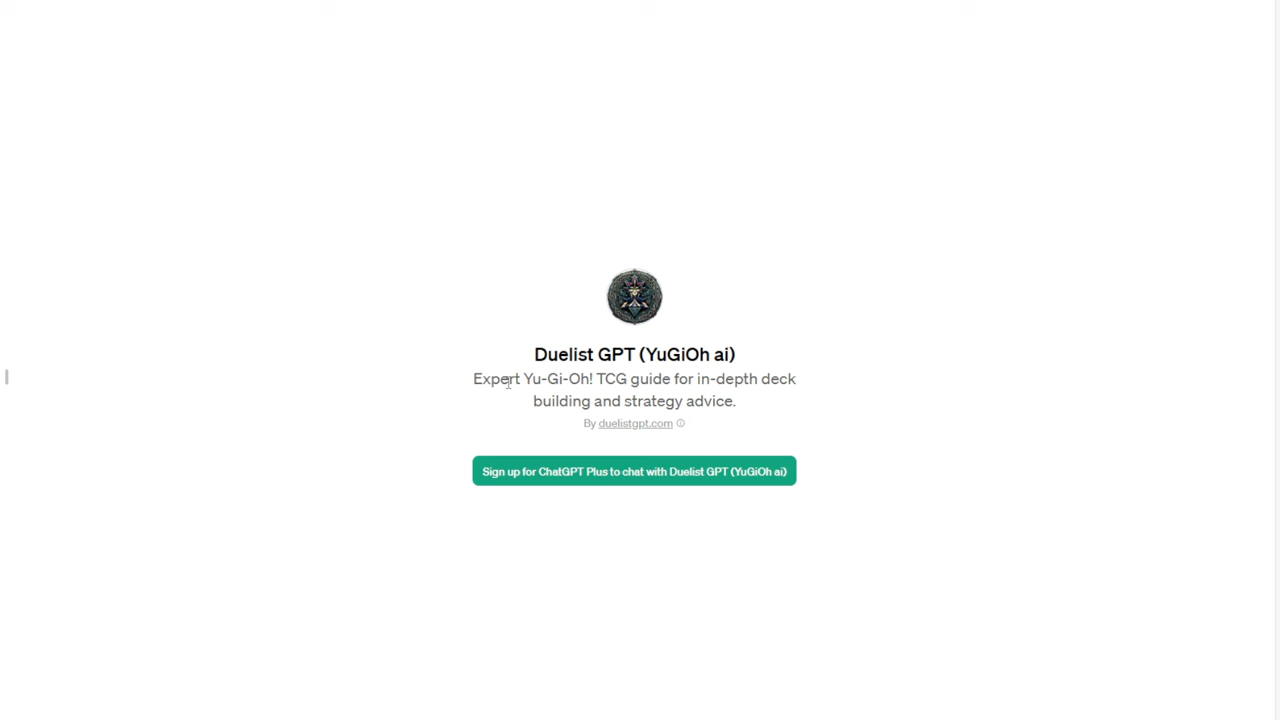 Duelist GPT (YuGiOh ai)
Expert Yu-Gi-Oh! TCG guide for in-depth deck
building and strategy advice.
By duelistgpt.com
Sign up for ChatGPT Plus to chat with Duelist GPT (YuGiOh ai)